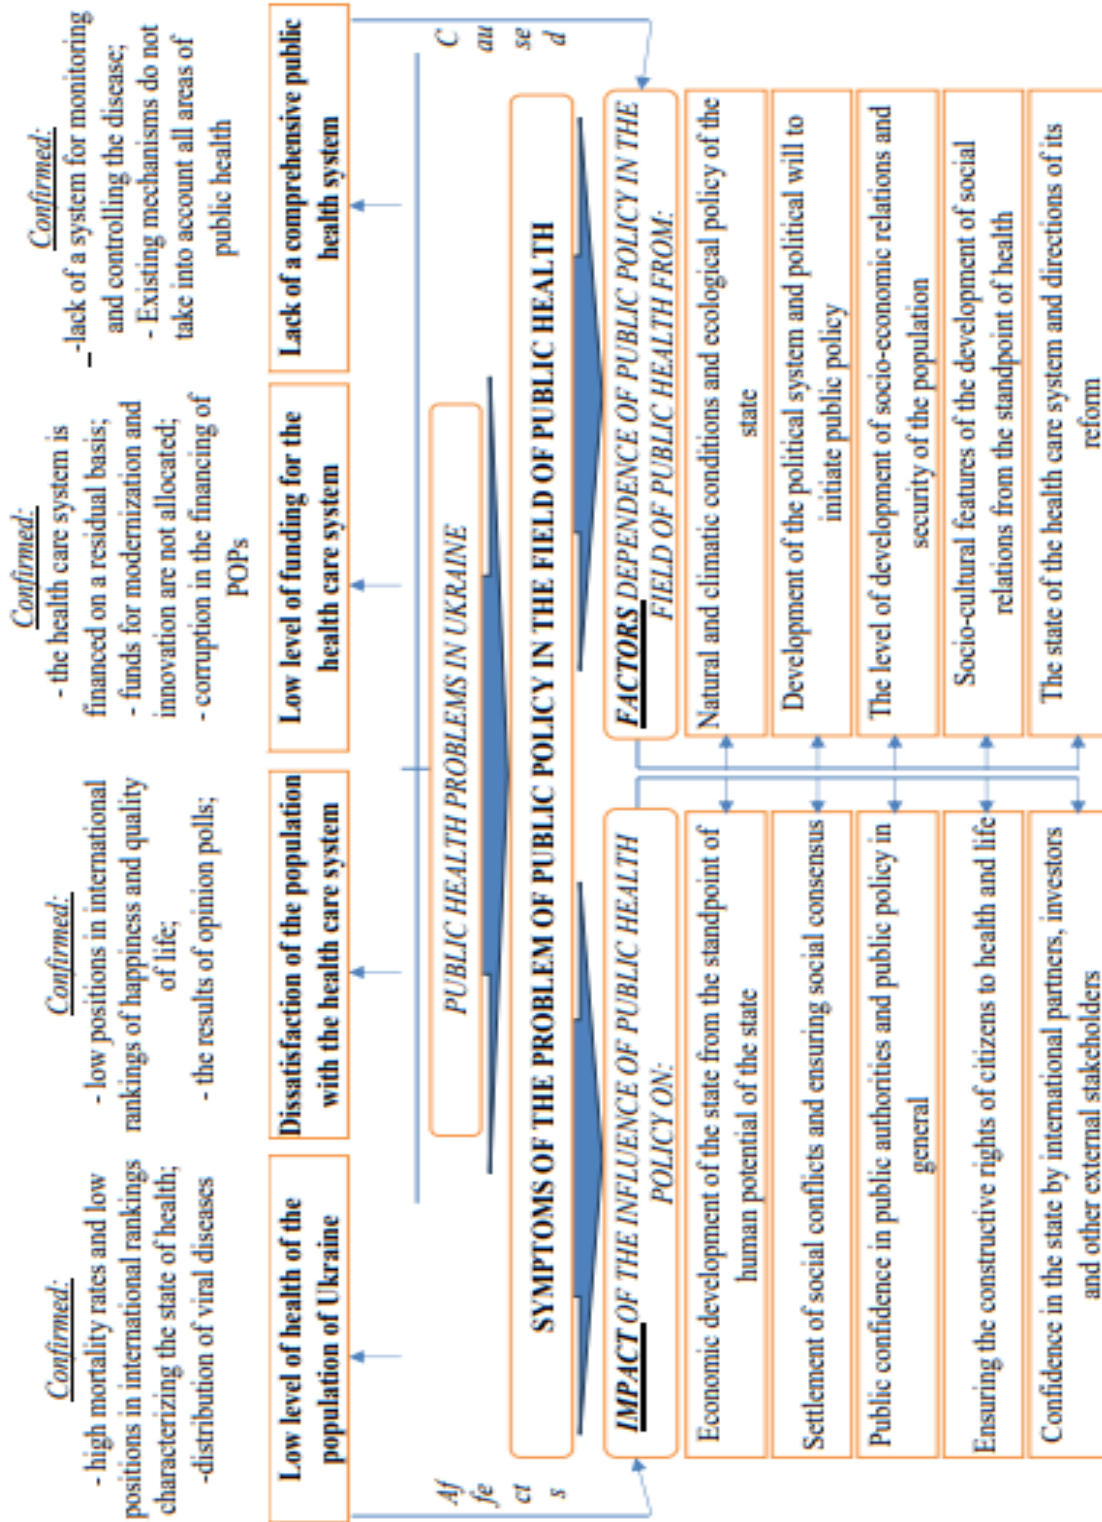 Confirmed:
- high mortality rates and low
positions in international rankings
characterizing the state of health;
-distribution of viral diseases
Confirmed:
- low positions in international
rankings of happiness and quality
of life;
- the results of opinion polls;
Confirmed:
- the health care system is
financed on a residual basis;
- funds for modernization and
innovation are not allocated;
- corruption in the financing of
POPs
Confirmed:
-lack of a system for monitoring
and controlling the disease;
- Existing mechanisms do not
take into account all areas of
public health
Low level of health of the
population of Ukraine
Dissatisfaction of the population
with the health care system
Low level of funding for the
health care system
Lack of a comprehensive public
health system
Af
fe
ct
s
PUBLIC HEALTH PROBLEMS IN UKRAINE
C
au
se
d
SYMPTOMS OF THE PROBLEM OF PUBLIC POLICY IN THE FIELD OF PUBLIC HEALTH
IMPACT OF THE INFLUENCE OF PUBLIC HEALTH
POLICY ON:
Economic development of the state from the standpoint of
human potential of the state
Settlement of social conflicts and ensuring social consensus
Public confidence in public authorities and public policy in
general
Ensuring the constructive rights of citizens to health and life
Confidence in the state by international partners, investors
and other external stakeholders
FACTORS DEPENDENCE OF PUBLIC POLICY IN THE
FIELD OF PUBLIC HEALTH FROM:
Natural and climatic conditions and ecological policy of the
state
Development of the political system and political will to
initiate public policy
The level of development of socio-economic relations and
security of the population
Socio-cultural features of the development of social
relations from the standpoint of health
The state of the health care system and directions of its
reform